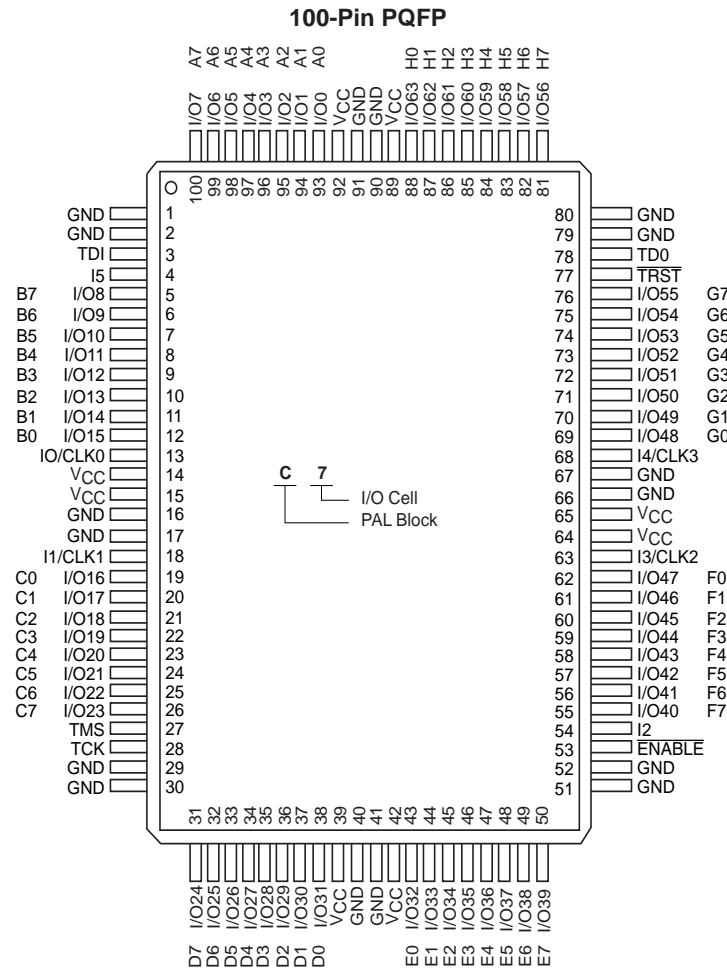 100-Pin PQFP
A7 A6 A5 A4 A3 A2 A1 A0 H0 H1 H2 H3 H4 H5 H6 H7
I/O7 I/O6 I/O5 I/O4 I/O3 I/O2 I/O1 I/O0 VCC GND GND VCC I/O63 I/O62 I/O61 I/O60 I/O59 I/O58 I/O57 I/O56
100 99 98 97 96 95 94 93 92 91 90 89 88 87 86 85 84 83 82 81
GND 1 80 GND
GND 2 79 GND
TDI 3 78 TD0
I5 4 77 TRST
B7 I/O8 5 76 I/O55 G7
B6 I/O9 6 75 I/O54 G6
B5 I/O10 7 74 I/O53 G5
B4 I/O11 8 73 I/O52 G4
B3 I/O12 9 72 I/O51 G3
B2 I/O13 10 71 I/O50 G2
B1 I/O14 11 70 I/O49 G1
B0 I/O15 12 69 I/O48 G0
IO/CLK0 13 68 I4/CLK3
VCC 14 C 7 67 GND
VCC 15 I/O Cell 66 GND
GND 16 PAL Block 65 VCC
GND 17 64 VCC
I1/CLK1 18 63 I3/CLK2
C0 I/O16 19 62 I/O47 F0
C1 I/O17 20 61 I/O46 F1
C2 I/O18 21 60 I/O45 F2
C3 I/O19 22 59 I/O44 F3
C4 I/O20 23 58 I/O43 F4
C5 I/O21 24 57 I/O42 F5
C6 I/O22 25 56 I/O41 F6
C7 I/O23 26 55 I/O40 F7
TMS 27 54 I2
TCK 28 53 ENABLE
GND 29 52 GND
GND 30 51 GND
31 32 33 34 35 36 37 38 39 40 41 42 43 44 45 46 47 48 49 50
I/O24 I/O25 I/O26 I/O27 I/O28 I/O29 I/O30 I/O31 VCC GND GND VCC I/O32 I/O33 I/O34 I/O35 I/O36 I/O37 I/O38 I/O39
D7 D6 D5 D4 D3 D2 D1 D0 E0 E1 E2 E3 E4 E5 E6 E7